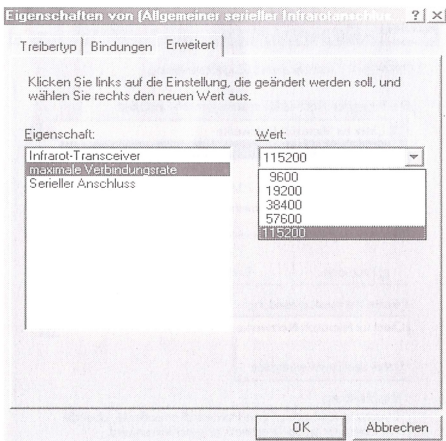 Eigenschaften von (Allgemeiner serieller Infrarotanschlus...
Treibertyp Bindungen Erweitert
Klicken Sie links auf die Einstellung, die geändert werden soll, und
wählen Sie rechts den neuen Wert aus.
Eigenschaft:
Wert:
Infrarot-Transceiver
maximale Verbindungsrate
Serieller Anschluss
115200
9600
19200
38400
57600
115200
OK
Abbrechen